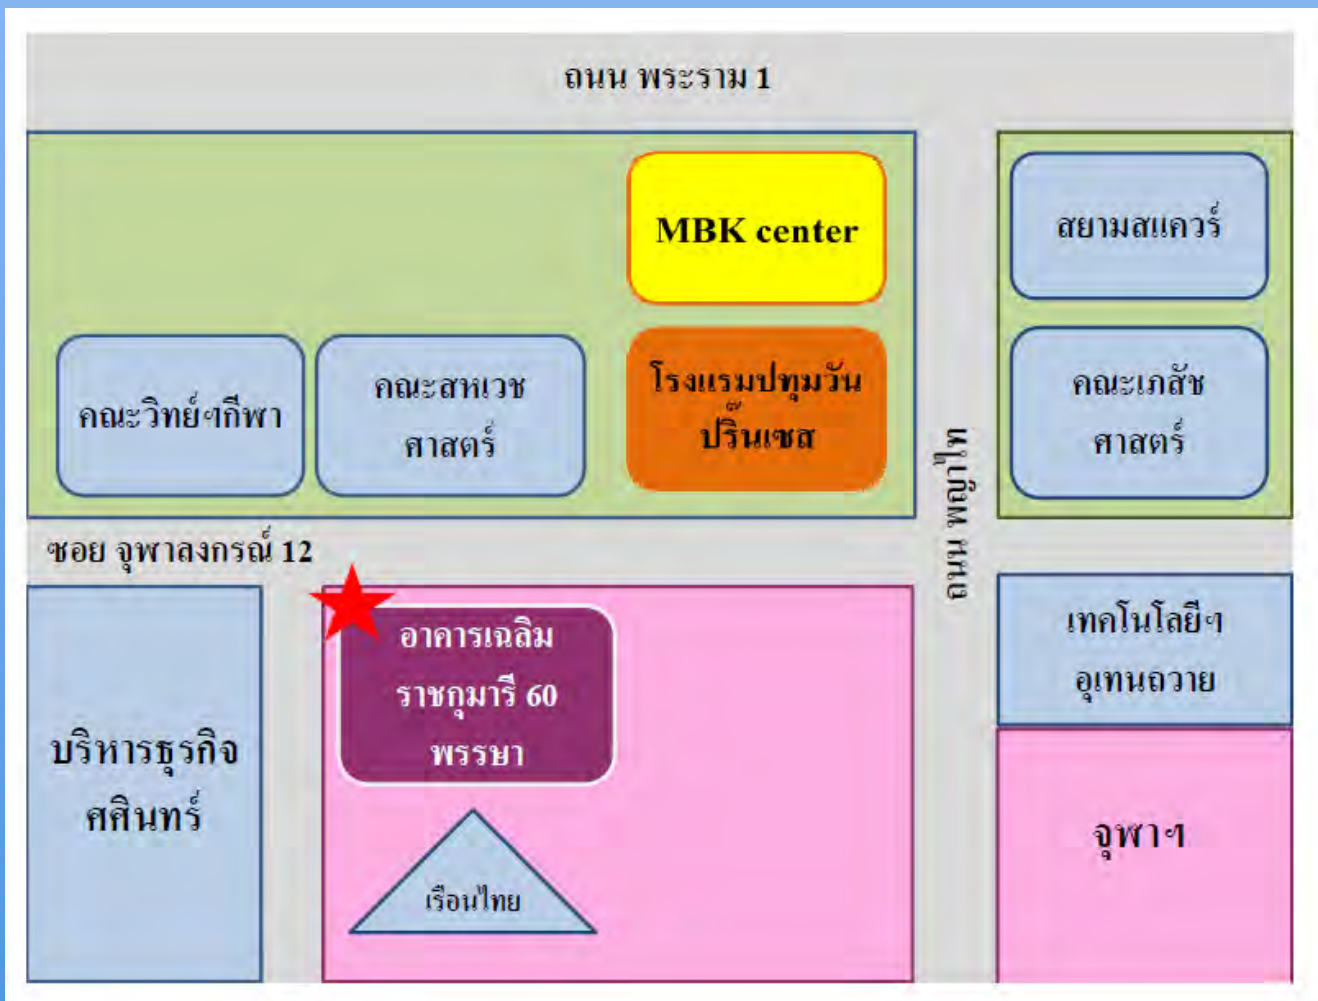 ถนน พระราม 1
MBK center
สยามสแควร์
คณะวิทย์ฯกีฬา
คณะสหเวช
ศาสตร์
โรงแรมปทุมวัน
ปริ๊นเซส
คณะเภสัช
ศาสตร์
ถนน พญาไท
ซอย จุฬาลงกรณ์ 12
อาคารเฉลิม
ราชกุมารี 60
พรรษา
เทคโนโลยีฯ
อุเทนถวาย
บริหารธุรกิจ
ศศินทร์
จุฬาฯ
เรือนไทย